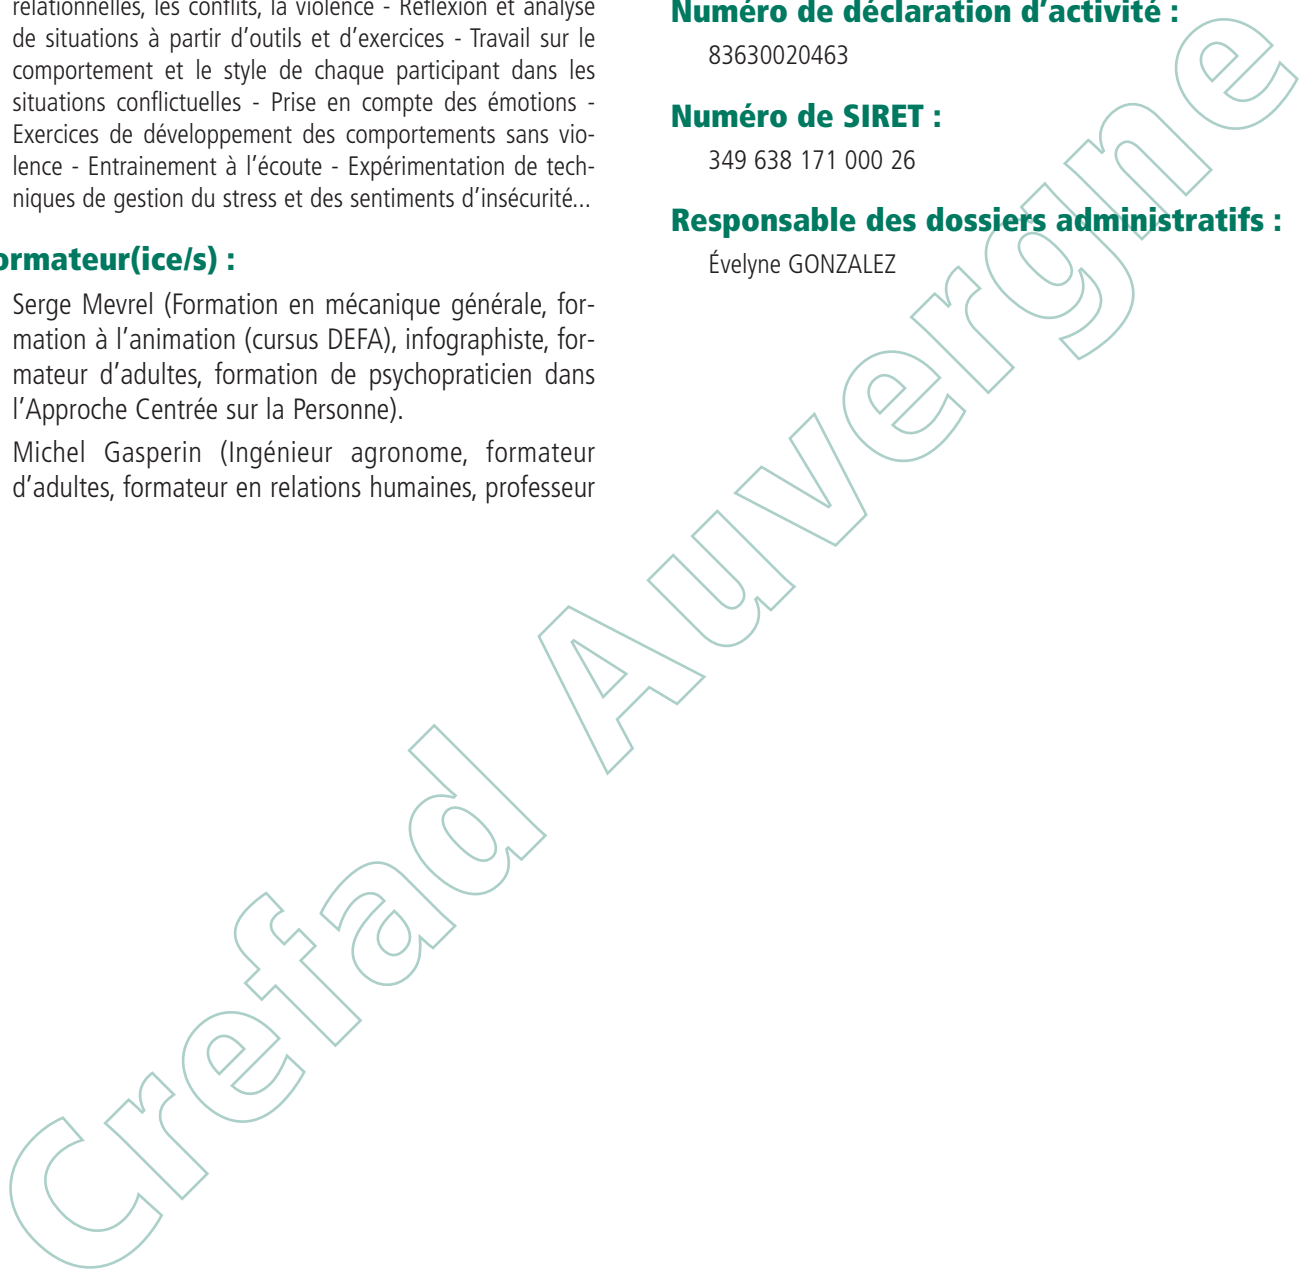 relationnelles, les conflits, la violence - Réflexion et analyse
de situations à partir d’outils et d’exercices - Travail sur le
comportement et le style de chaque participant dans les
situations conflictuelles - Prise en compte des émotions -
Exercices de développement des comportements sans vio-
lence - Entrainement à l’écoute - Expérimentation de tech-
niques de gestion du stress et des sentiments d’insécurité...
ormateur(ice/s) :
Serge Mevrel (Formation en mécanique générale, for-
mation à l’animation (cursus DEFA), infographiste, for-
mateur d’adultes, formation de psychopraticien dans
l’Approche Centrée sur la Personne).
Michel Gasperin (Ingénieur agronome, formateur
d’adultes, formateur en relations humaines, professeur
Numéro de déclaration d’activité :
83630020463
Numéro de SIRET :
349 638 171 000 26
Responsable des dossiers administratifs :
Évelyne GONZALEZ
Crefad Auvergne